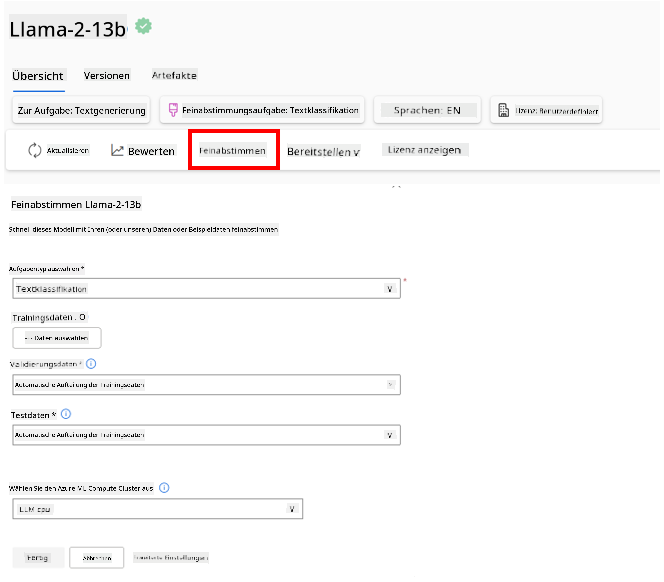 Llama-2-13b
Übersicht Versionen Artefakte
Zur Aufgabe: Textgenerierung Feinabstimmungsaufgabe: Textklassifikation Sprachen: EN Lizenz: Benutzerdefiniert
Aktualisieren Bewerten Feinabstimmen Bereitstellen v Lizenz anzeigen
Feinabstimmen Llama-2-13b
Schnell dieses Modell mit Ihren (oder unseren) Daten oder Beispieldaten feinabstimmen
Aufgabentyp auswählen *
Textklassifikation v
Trainingsdaten . O
Daten auswählen
Validierungsdaten *
Automatische Aufteilung der Trainingsdaten
Testdaten *
Automatische Aufteilung der Trainingsdaten v
Wählen Sie den Azure ML Compute Cluster aus
LLM cpu v
Fertig Abbrechen Erweiterte Einstellungen